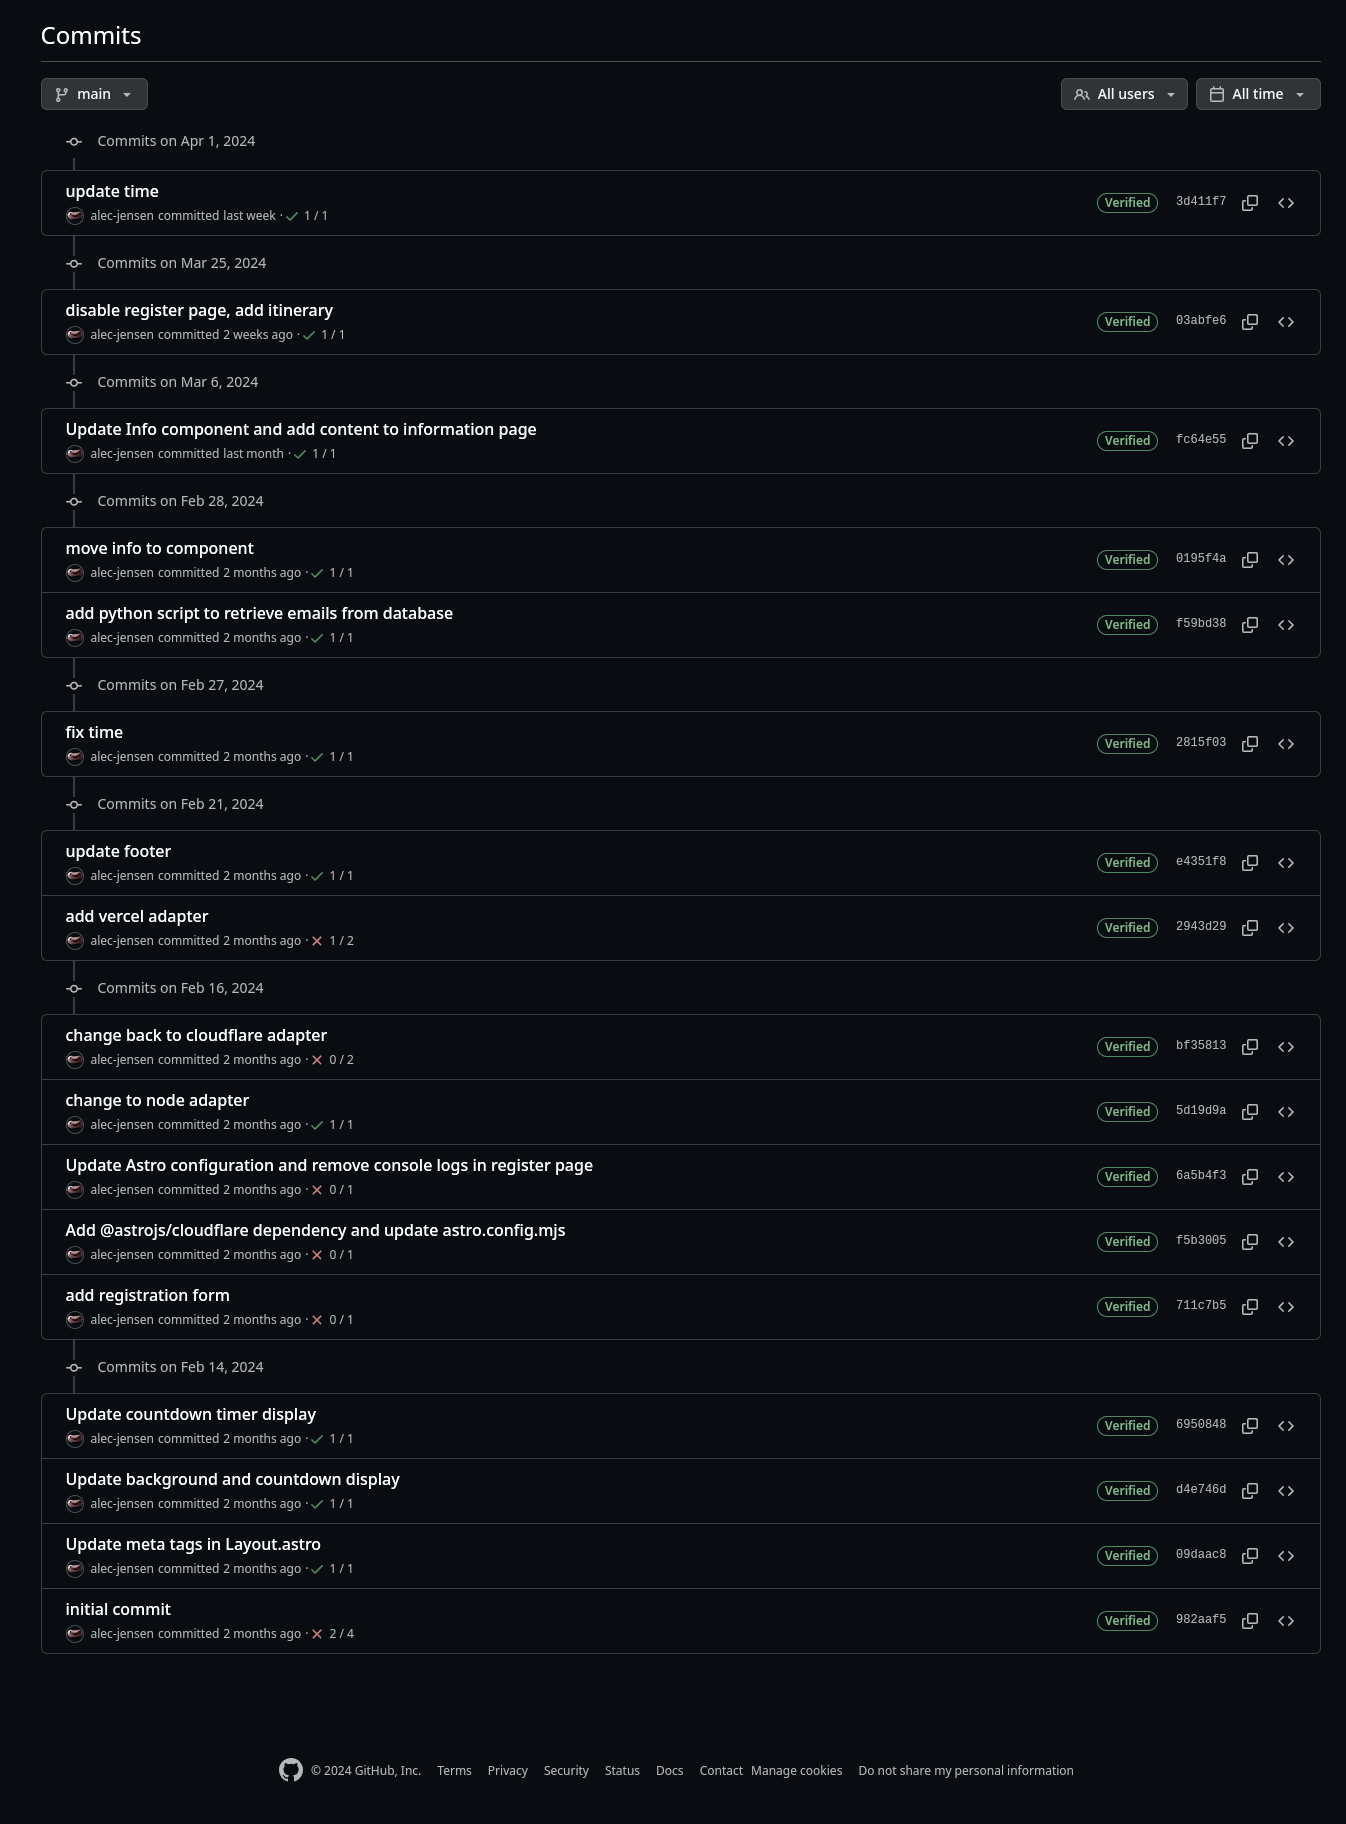 Commits
main
All users
All time
Commits on Apr 1, 2024
update time
alec-jensen committed last week · 1 / 1
Verified
3d411f7
Commits on Mar 25, 2024
disable register page, add itinerary
alec-jensen committed 2 weeks ago · 1 / 1
Verified
03abfe6
Commits on Mar 6, 2024
Update Info component and add content to information page
alec-jensen committed last month · 1 / 1
Verified
fc64e55
Commits on Feb 28, 2024
move info to component
alec-jensen committed 2 months ago · 1 / 1
Verified
0195f4a
add python script to retrieve emails from database
alec-jensen committed 2 months ago · 1 / 1
Verified
f59bd38
Commits on Feb 27, 2024
fix time
alec-jensen committed 2 months ago · 1 / 1
Verified
2815f03
Commits on Feb 21, 2024
update footer
alec-jensen committed 2 months ago · 1 / 1
Verified
e4351f8
add vercel adapter
alec-jensen committed 2 months ago · 1 / 2
Verified
2943d29
Commits on Feb 16, 2024
change back to cloudflare adapter
alec-jensen committed 2 months ago · 0 / 2
Verified
bf35813
change to node adapter
alec-jensen committed 2 months ago · 1 / 1
Verified
5d19d9a
Update Astro configuration and remove console logs in register page
alec-jensen committed 2 months ago · 0 / 1
Verified
6a5b4f3
Add @astrojs/cloudflare dependency and update astro.config.mjs
alec-jensen committed 2 months ago · 0 / 1
Verified
f5b3005
add registration form
alec-jensen committed 2 months ago · 0 / 1
Verified
711c7b5
Commits on Feb 14, 2024
Update countdown timer display
alec-jensen committed 2 months ago · 1 / 1
Verified
6950848
Update background and countdown display
alec-jensen committed 2 months ago · 1 / 1
Verified
d4e746d
Update meta tags in Layout.astro
alec-jensen committed 2 months ago · 1 / 1
Verified
09daac8
initial commit
alec-jensen committed 2 months ago · 2 / 4
Verified
982aaf5
© 2024 GitHub, Inc. Terms Privacy Security Status Docs Contact Manage cookies Do not share my personal information